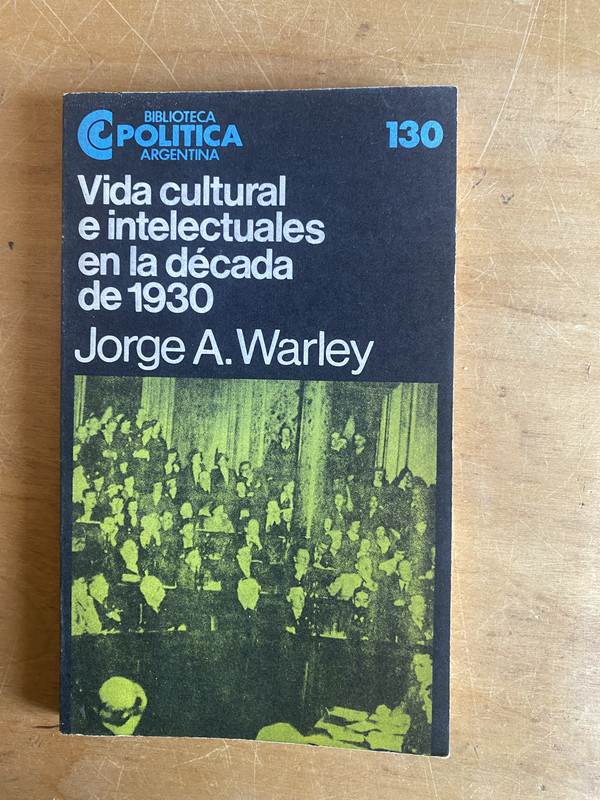 BIBLIOTECA
POLITICA
ARGENTINA
130
Vida cultural
e intelectuales
en la década
de 1930
Jorge A. Warley